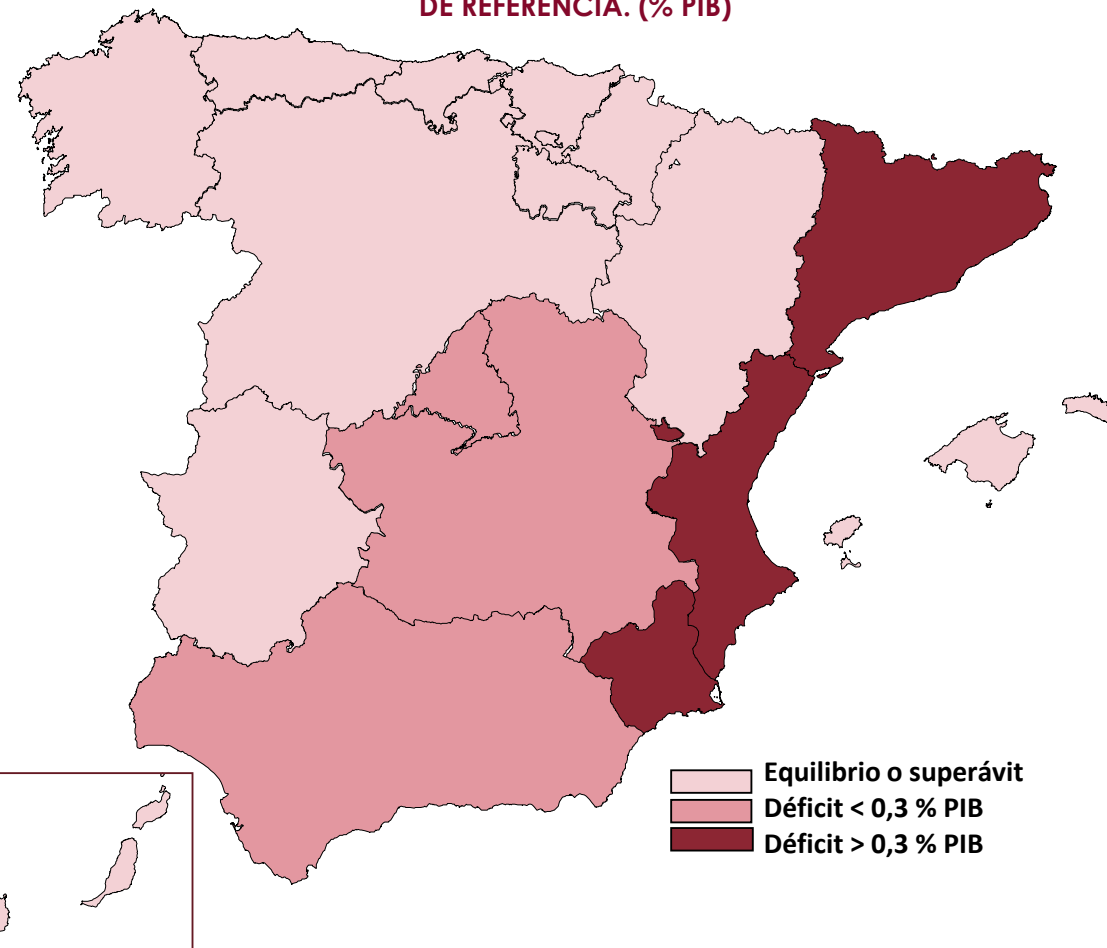 DE REFERENCIA. (% PIB)
Equilibrio o superávit
Déficit < 0,3 % PIB
Déficit > 0,3 % PIB